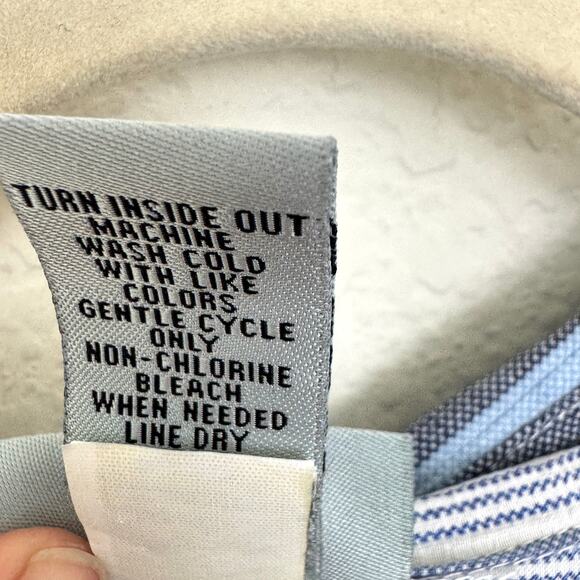 TURN INSIDE OUT
MACHINE
WASH COLD
WITH LIKE
COLORS
GENTLE CYCLE
ONLY
NON-CHLORINE
BLEACH
WHEN NEEDED
LINE DRY